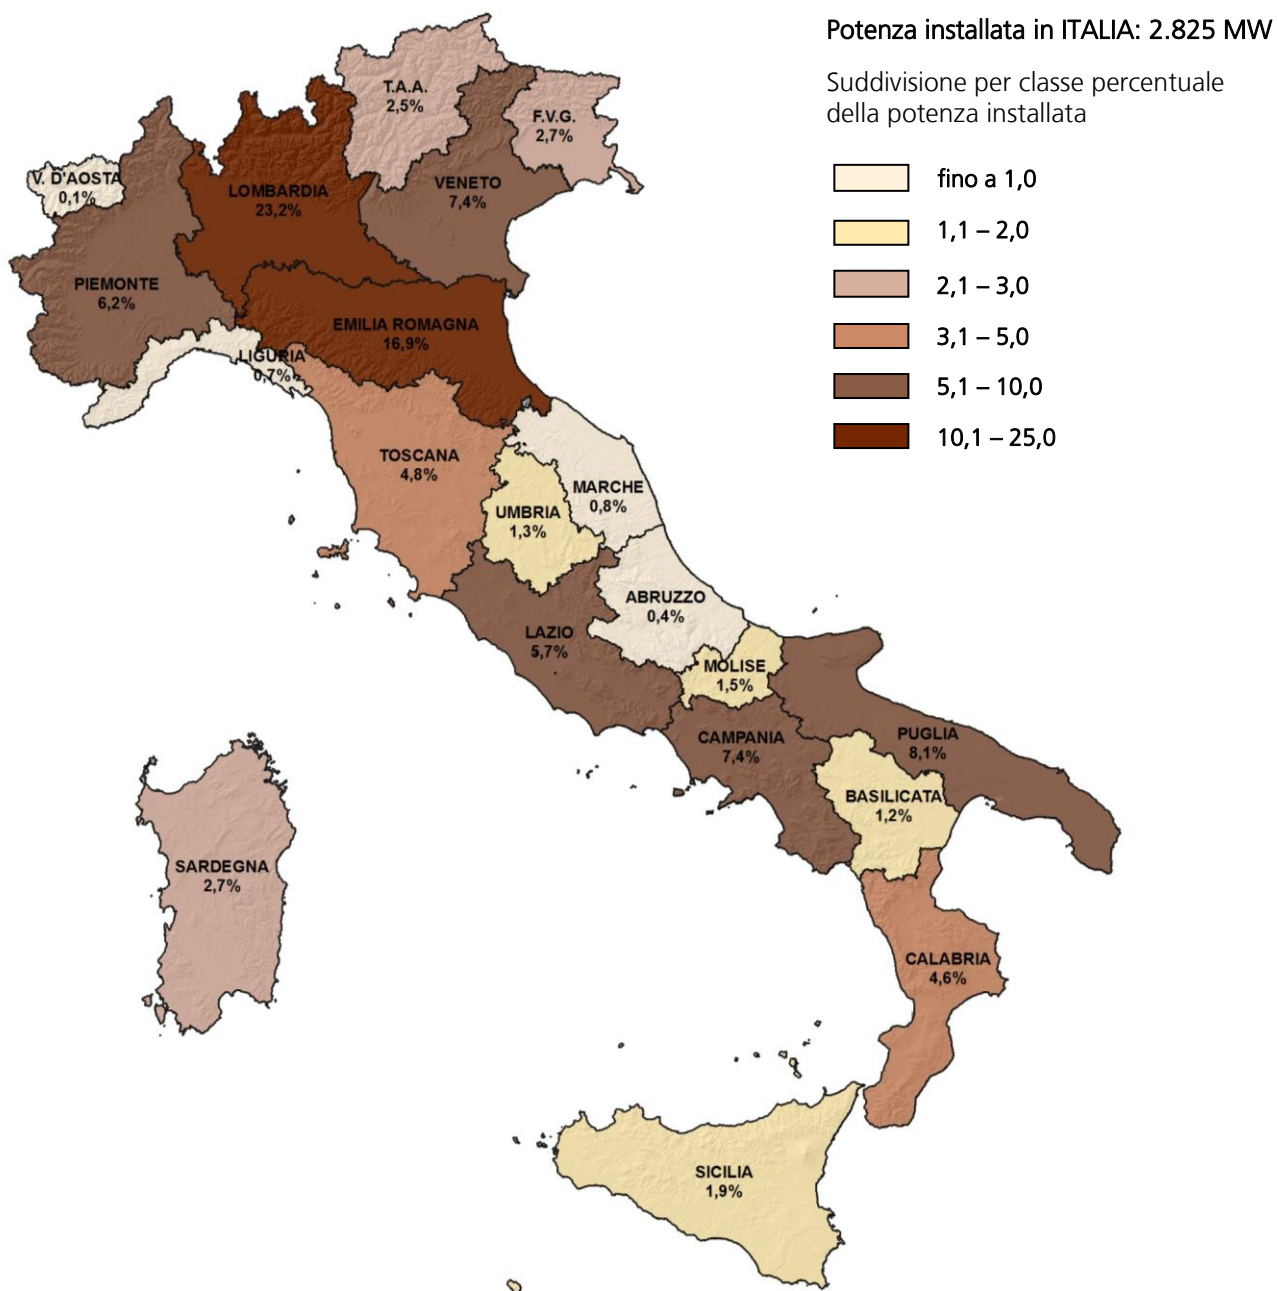 Potenza installata in ITALIA: 2.825 MW
Suddivisione per classe percentuale
della potenza installata
fino a 1,0
1,1 – 2,0
2,1 – 3,0
3,1 – 5,0
5,1 – 10,0
10,1 – 25,0
T.A.A.
2,5%
F.V.G.
2,7%
V. D'AOSTA
0,1%
LOMBARDIA
23,2%
VENETO
7,4%
PIEMONTE
6,2%
EMILIA ROMAGNA
16,9%
LIGURIA
0,7%
TOSCANA
4,8%
MARCHE
0,8%
UMBRIA
1,3%
ABRUZZO
0,4%
LAZIO
5,7%
MOLISE
1,5%
CAMPANIA
7,4%
PUGLIA
8,1%
BASILICATA
1,2%
SARDEGNA
2,7%
CALABRIA
4,6%
SICILIA
1,9%